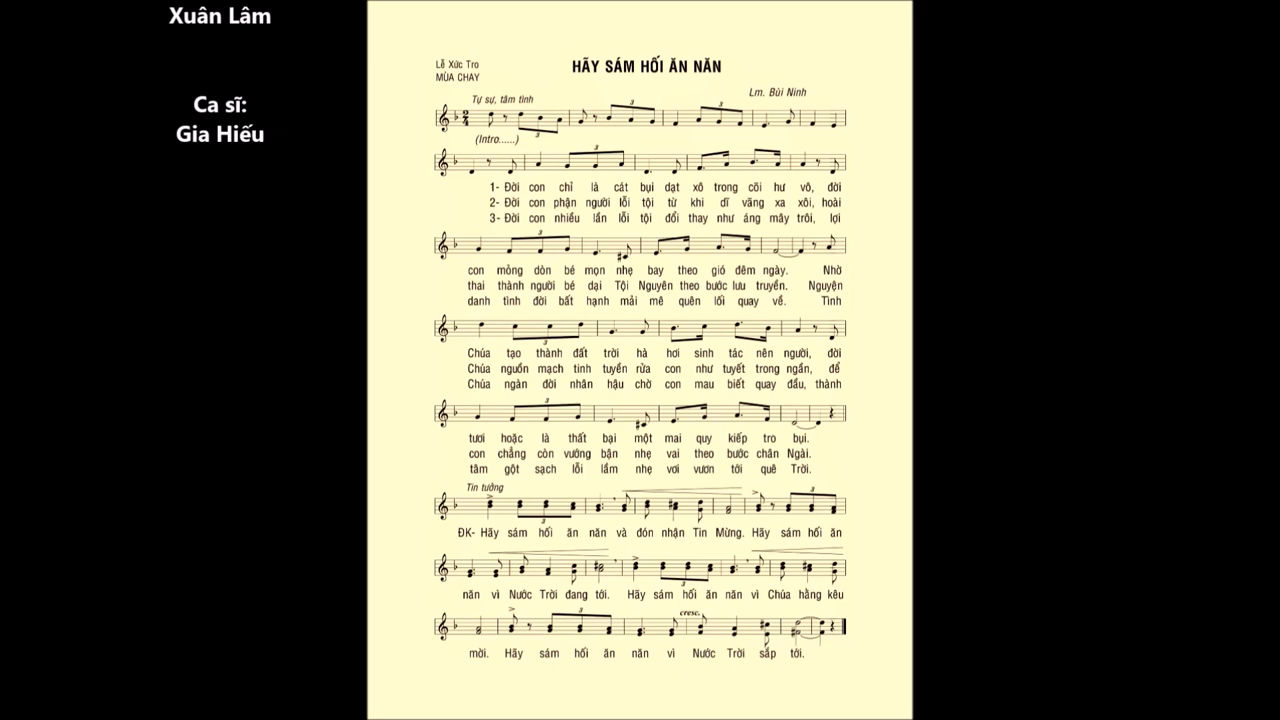 Xuân Lâm
Ca sĩ:
Gia Hiếu
Lễ Xức Tro
MÙA CHAY
HÃY SÁM HỐI ĂN NĂN
Lm. Bùi Ninh
Tự sự, tâm tình
(Intro......)
1- Đời con chỉ là cát bụi dạt xô trong cõi hư vô, đời
2- Đời con phận người lỗi tội từ khi dĩ vãng xa xôi, hoài
3- Đời con nhiều lần lỗi tội đổi thay như áng mây trôi, lợi
con mỏng dòn bé mọn nhẹ bay theo gió đêm ngày. Nhờ
thai thành người bé dại Tội Nguyên theo bước lưu truyền. Nguyện
danh tình đời bất hạnh mải mê quên lối quay về. Tình
Chúa tạo thành đất trời hà hơi sinh tác nên người, đời
Chúa nguồn mạch tinh tuyền rửa con như tuyết trong ngần, để
Chúa ngàn đời nhân hậu chờ con mau biết quay đầu, thành
tươi hoặc là thất bại một mai quy kiếp tro bụi.
con chẳng còn vướng bận nhẹ vai theo bước chân Ngài.
tâm gột sạch lỗi lầm nhẹ vơi vươn tới quê Trời.
Tin tưởng
ĐK- Hãy sám hối ăn năn và đón nhận Tin Mừng. Hãy sám hối ăn
năn vì Nước Trời đang tới. Hãy sám hối ăn năn vì Chúa hằng kêu
cresc.
mời. Hãy sám hối ăn năn vì Nước Trời sắp tới.